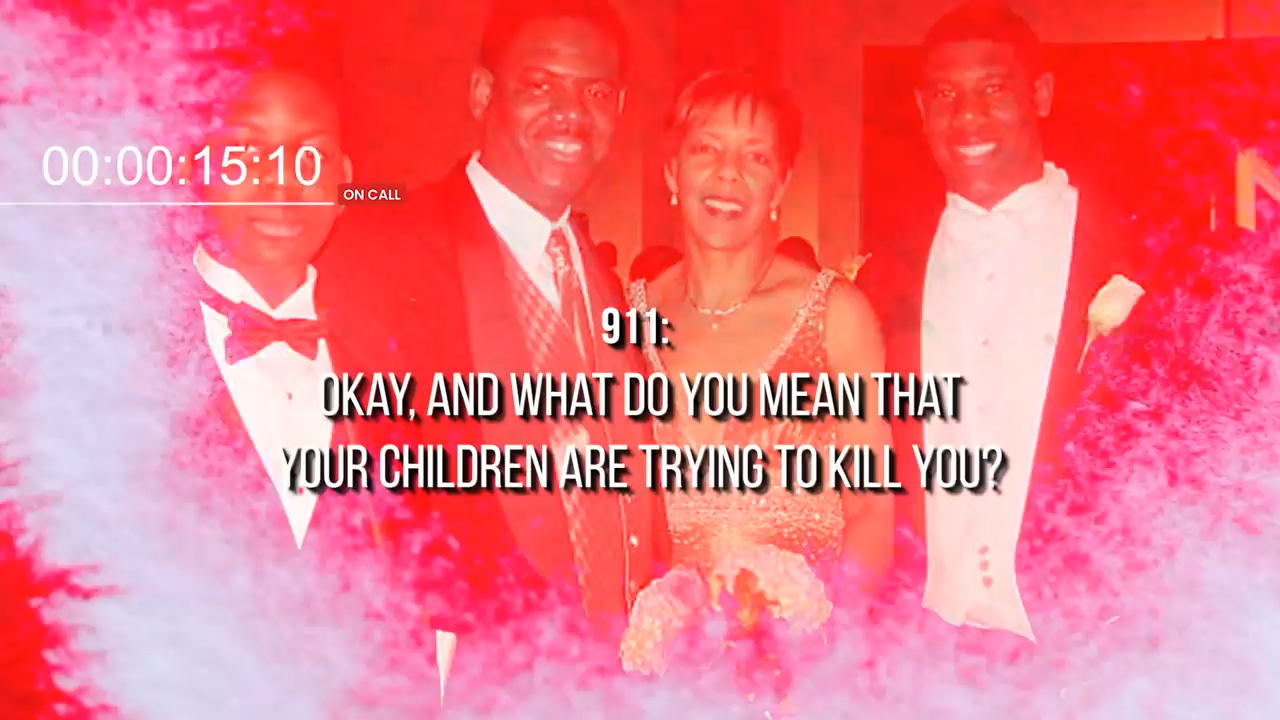 00:00:15:10
ON CALL
911:
OKAY, AND WHAT DO YOU MEAN THAT
YOUR CHILDREN ARE TRYING TO KILL YOU?